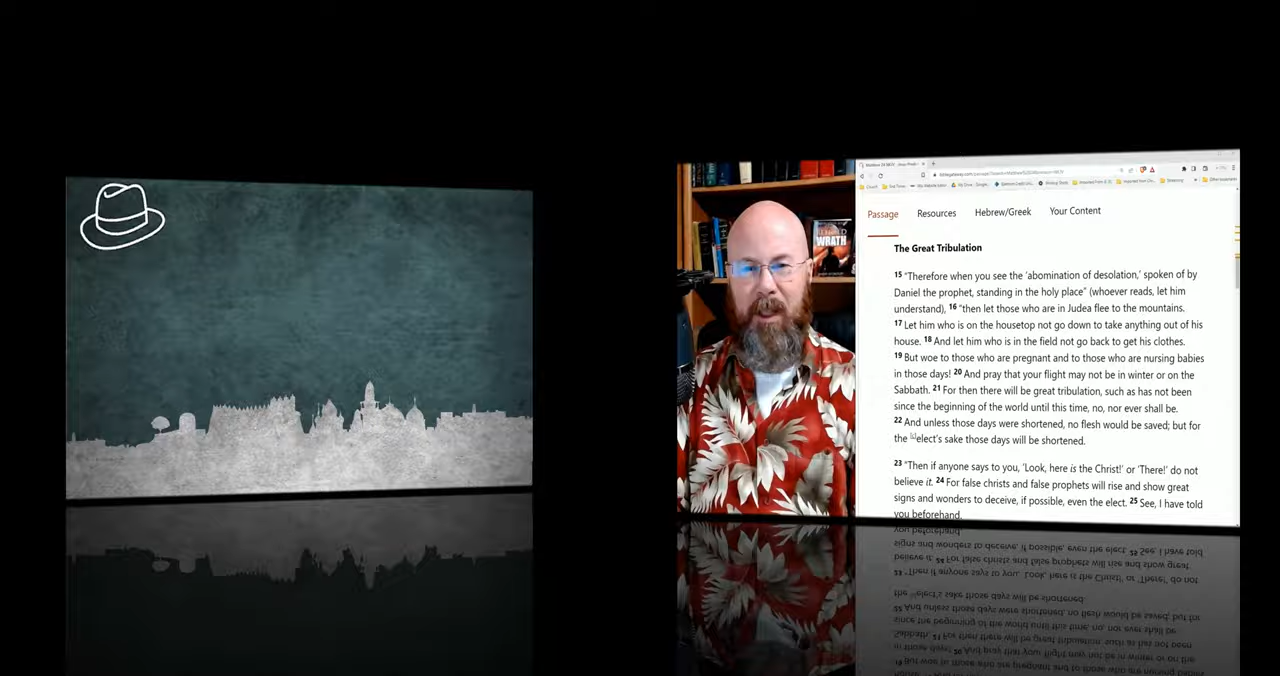 WRATH
Passage
Resources
Hebrew/Greek
Your Content
The Great Tribulation
15 “Therefore when you see the ‘abomination of desolation,’ spoken of by
Daniel the prophet, standing in the holy place” (whoever reads, let him
understand), 16 “then let those who are in Judea flee to the mountains.
17 Let him who is on the housetop not go down to take anything out of his
house. 18 And let him who is in the field not go back to get his clothes.
19 But woe to those who are pregnant and to those who are nursing babies
in those days! 20 And pray that your flight may not be in winter or on the
Sabbath. 21 For then there will be great tribulation, such as has not been
since the beginning of the world until this time, no, nor ever shall be.
22 And unless those days were shortened, no flesh would be saved; but for
the elect’s sake those days will be shortened.
23 “Then if anyone says to you, ‘Look, here is the Christ!’ or ‘There!’ do not
believe it. 24 For false christs and false prophets will rise and show great
signs and wonders to deceive, if possible, even the elect. 25 See, I have told
you beforehand.